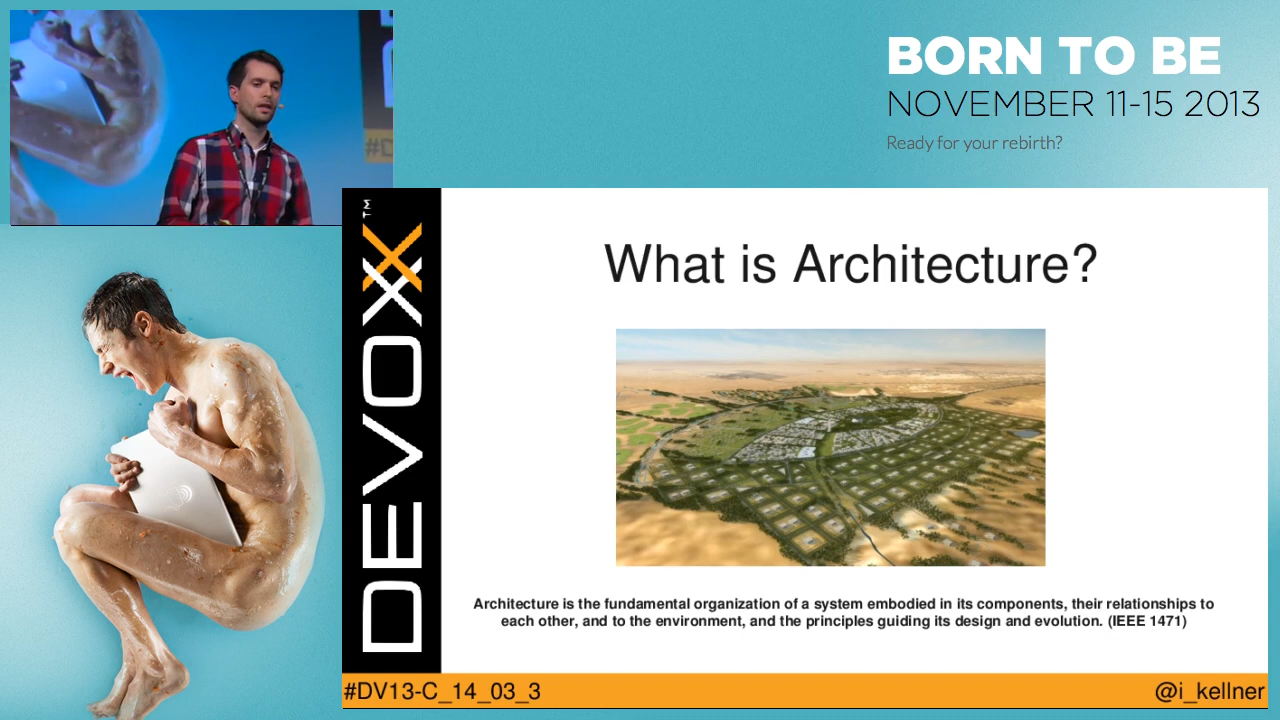 BORN TO BE
NOVEMBER 11-15 2013
Ready for your rebirth?
#D
DEVOXX™
What is Architecture?
Architecture is the fundamental organization of a system embodied in its components, their relationships to
each other, and to the environment, and the principles guiding its design and evolution. (IEEE 1471)
#DV13-C_14_03_3
@i_kellner